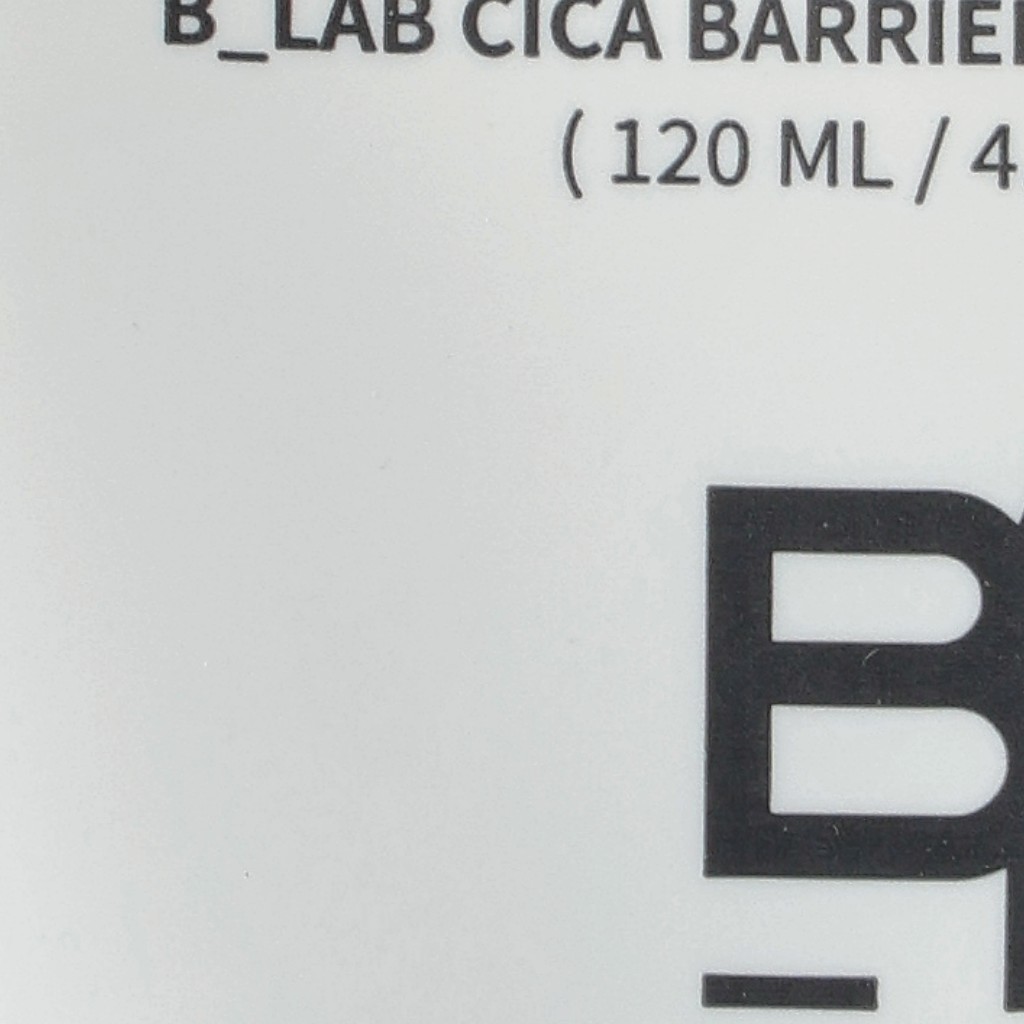 B_LAB CICA BARRIE
( 120 ML / 4
B